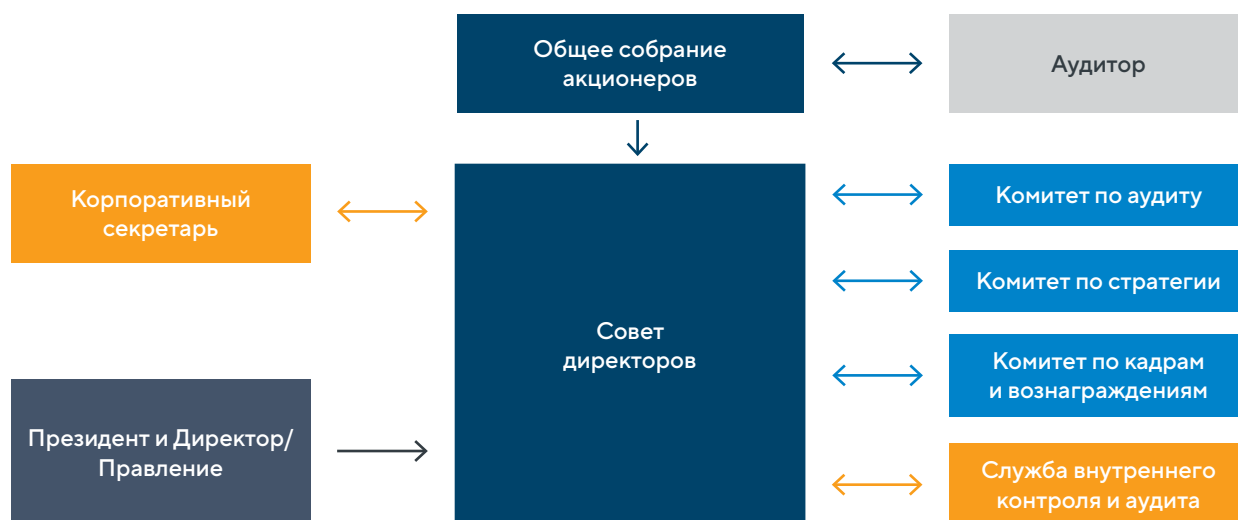 Общее собрание
акционеров
Аудитор
Корпоративный
секретарь
Комитет по аудиту
Комитет по стратегии
Совет
директоров
Комитет по кадрам
и вознаграждениям
Президент и Директор/
Правление
Служба внутреннего
контроля и аудита